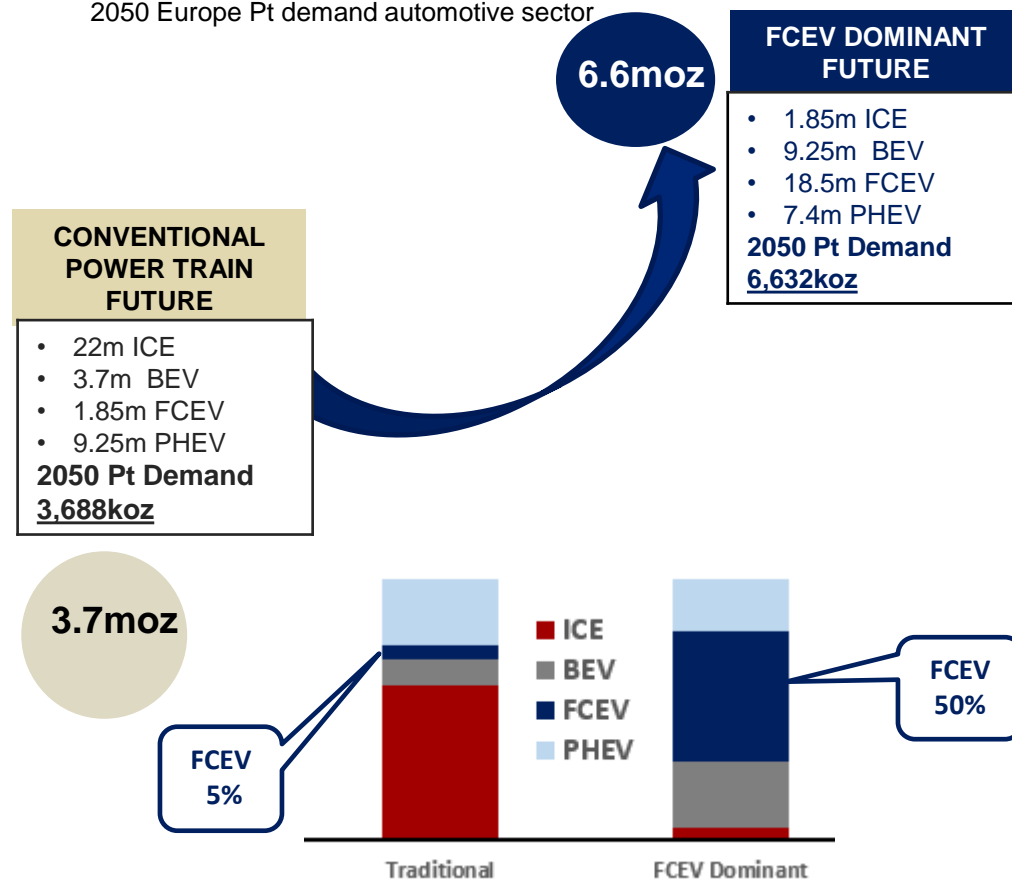 2050 Europe Pt demand automotive sector
6.6moz
FCEV DOMINANT
FUTURE
• 1.85m ICE
• 9.25m BEV
• 18.5m FCEV
• 7.4m PHEV
2050 Pt Demand
6,632koz
CONVENTIONAL
POWER TRAIN
FUTURE
• 22m ICE
• 3.7m BEV
• 1.85m FCEV
• 9.25m PHEV
2050 Pt Demand
3,688koz
3.7moz
FCEV
5%
ICE
BEV
FCEV
PHEV
FCEV
50%
Traditional
FCEV Dominant